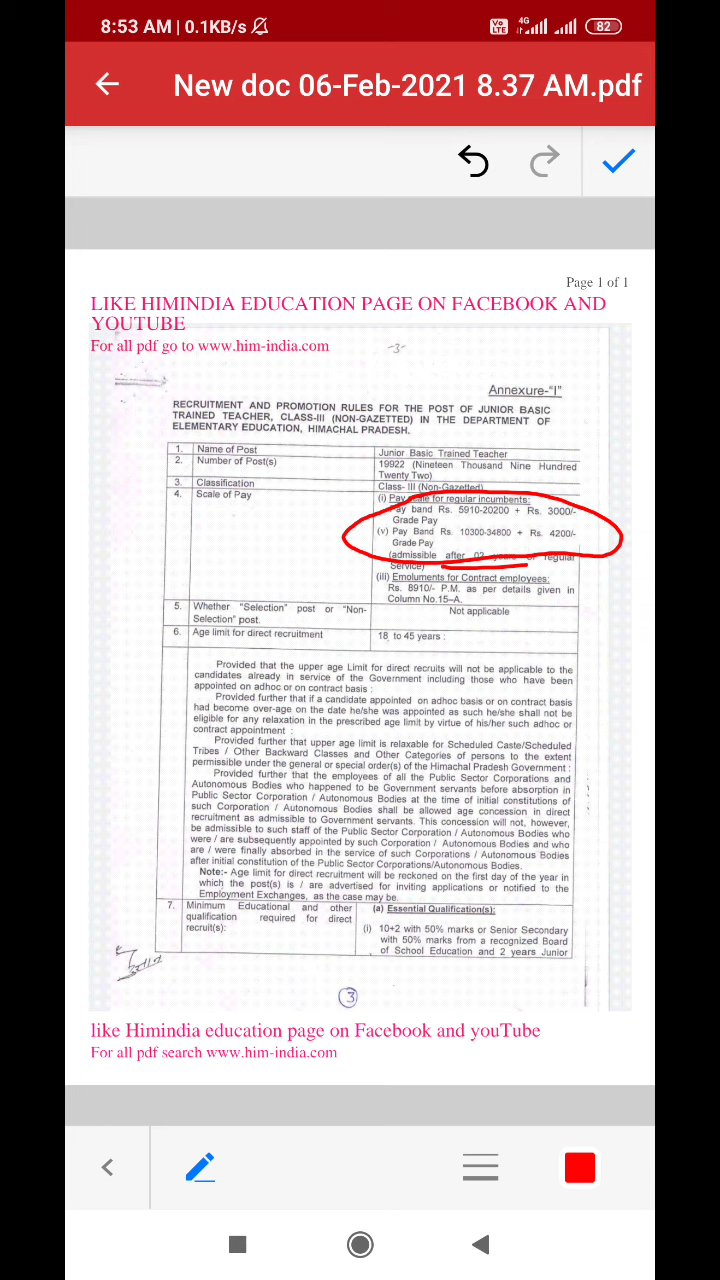 8:53 AM | 0.1KB/s
Vo LTE 4G 82
New doc 06-Feb-2021 8.37 AM.pdf
Page 1 of 1
LIKE HIMINDIA EDUCATION PAGE ON FACEBOOK AND
YOUTUBE
For all pdf go to www.him-india.com
-3-
Annexure-"I"
RECRUITMENT AND PROMOTION RULES FOR THE POST OF JUNIOR BASIC
TRAINED TEACHER, CLASS-III (NON-GAZETTED) IN THE DEPARTMENT OF
ELEMENTARY EDUCATION, HIMACHAL PRADESH.
1. Name of Post Junior Basic Trained Teacher
2. Number of Post(s) 19922 (Nineteen Thousand Nine Hundred
Twenty Two)
3. Classification Class- III (Non-Gazetted)
4. Scale of Pay (i) Pay scale for regular incumbents:
Pay band Rs. 5910-20200 + Rs. 3000/-
Grade Pay
(v) Pay Band Rs. 10300-34800 + Rs. 4200/-
Grade Pay
(admissible after 02 years of regular
Service)
(iii) Emoluments for Contract employees:
Rs. 8910/- P.M. as per details given in
Column No.15-A.
5. Whether "Selection" post or "Non-
Selection" post. Not applicable
6. Age limit for direct recruitment 18 to 45 years :
Provided that the upper age Limit for direct recruits will not be applicable to the
candidates already in service of the Government including those who have been
appointed on adhoc or on contract basis :
Provided further that if a candidate appointed on adhoc basis or on contract basis
had become over-age on the date he/she was appointed as such he/she shall not be
eligible for any relaxation in the prescribed age limit by virtue of his/her such adhoc or
contract appointment :
Provided further that upper age limit is relaxable for Scheduled Caste/Scheduled
Tribes / Other Backward Classes and Other Categories of persons to the extent
permissible under the general or special order(s) of the Himachal Pradesh Government :
Provided further that the employees of all the Public Sector Corporations and
Autonomous Bodies who happened to be Government servants before absorption in
Public Sector Corporation / Autonomous Bodies at the time of initial constitutions of
such Corporation / Autonomous Bodies shall be allowed age concession in direct
recruitment as admissible to Government servants. This concession will not, however,
be admissible to such staff of the Public Sector Corporation / Autonomous Bodies who
were / are subsequently appointed by such Corporation / Autonomous Bodies and who
are / were finally absorbed in the service of such Corporations / Autonomous Bodies
after initial constitution of the Public Sector Corporations/Autonomous Bodies.
Note:- Age limit for direct recruitment will be reckoned on the first day of the year in
which the post(s) is / are advertised for inviting applications or notified to the
Employment Exchanges, as the case may be.
7. Minimum Educational and other (a) Essential Qualification(s):
qualification required for direct
recruit(s): (i) 10+2 with 50% marks or Senior Secondary
with 50% marks from a recognized Board
of School Education and 2 years Junior
3
like Himindia education page on Facebook and youTube
For all pdf search www.him-india.com